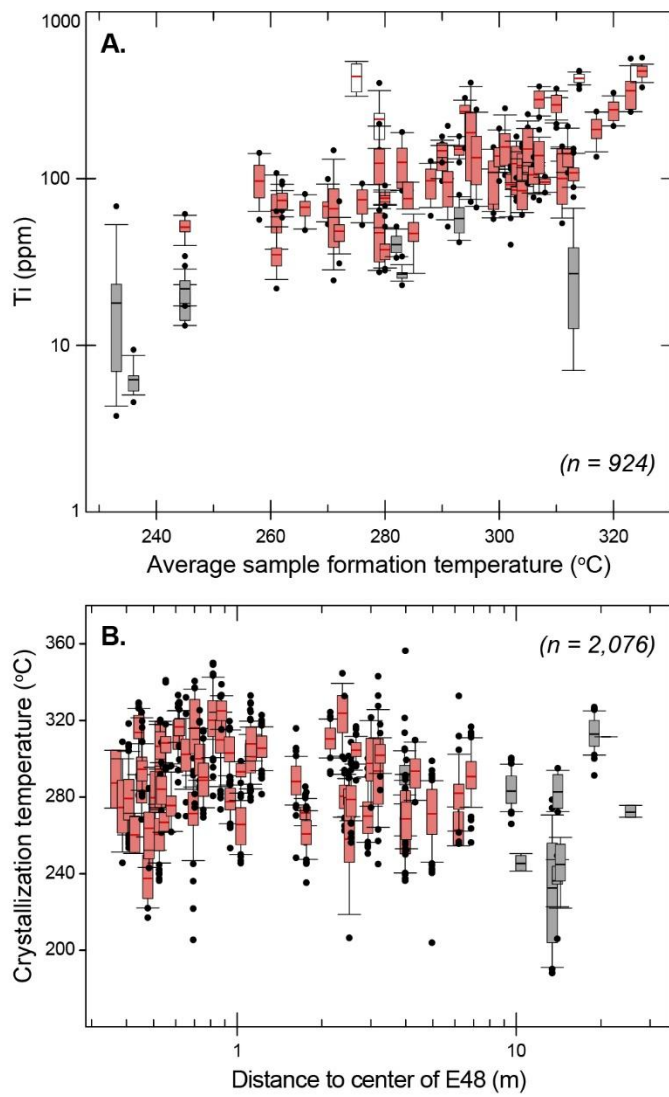 A.
1000
100
10
1
Ti (ppm)
(n = 924)
240 260 280 300 320
Average sample formation temperature (°C)
B.
(n = 2,076)
360
320
280
240
200
Crystallization temperature (°C)
1 10
Distance to center of E48 (m)